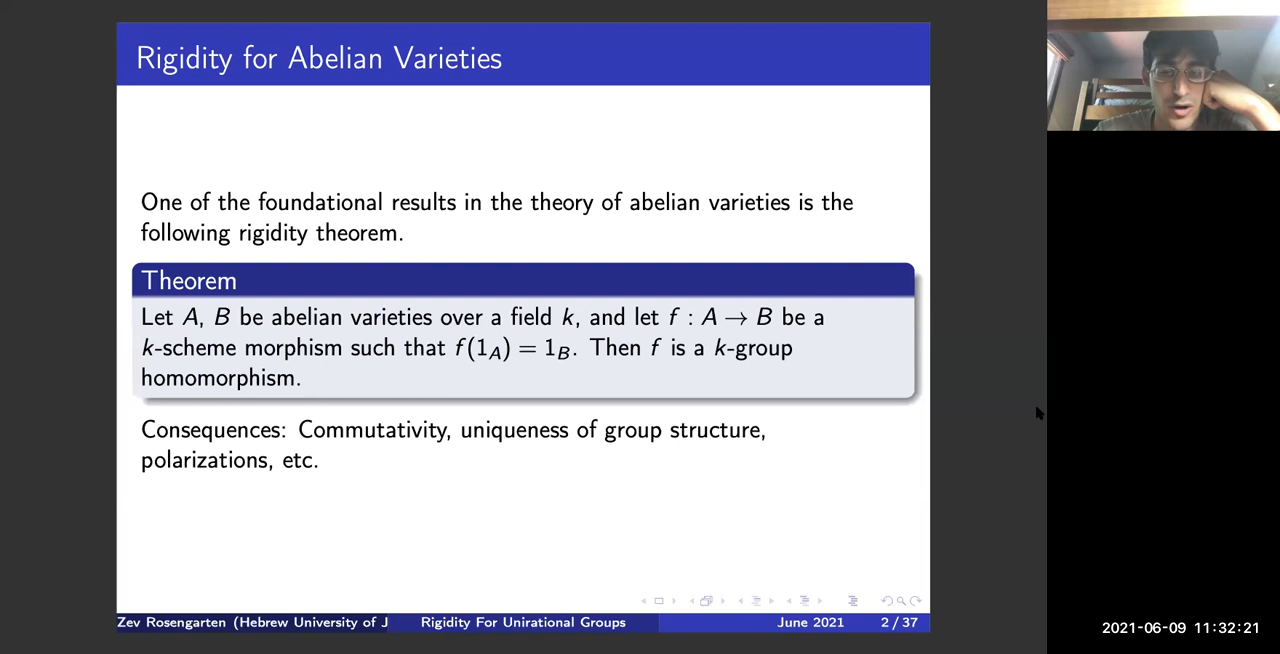 Rigidity for Abelian Varieties
One of the foundational results in the theory of abelian varieties is the
following rigidity theorem.
Theorem
Let A, B be abelian varieties over a field k, and let f : A → B be a
k-scheme morphism such that f(1_A) = 1_B. Then f is a k-group
homomorphism.
Consequences: Commutativity, uniqueness of group structure,
polarizations, etc.
Zev Rosengarten (Hebrew University of J
Rigidity For Unirational Groups
June 2021
2 / 37
2021-06-09 11:32:21